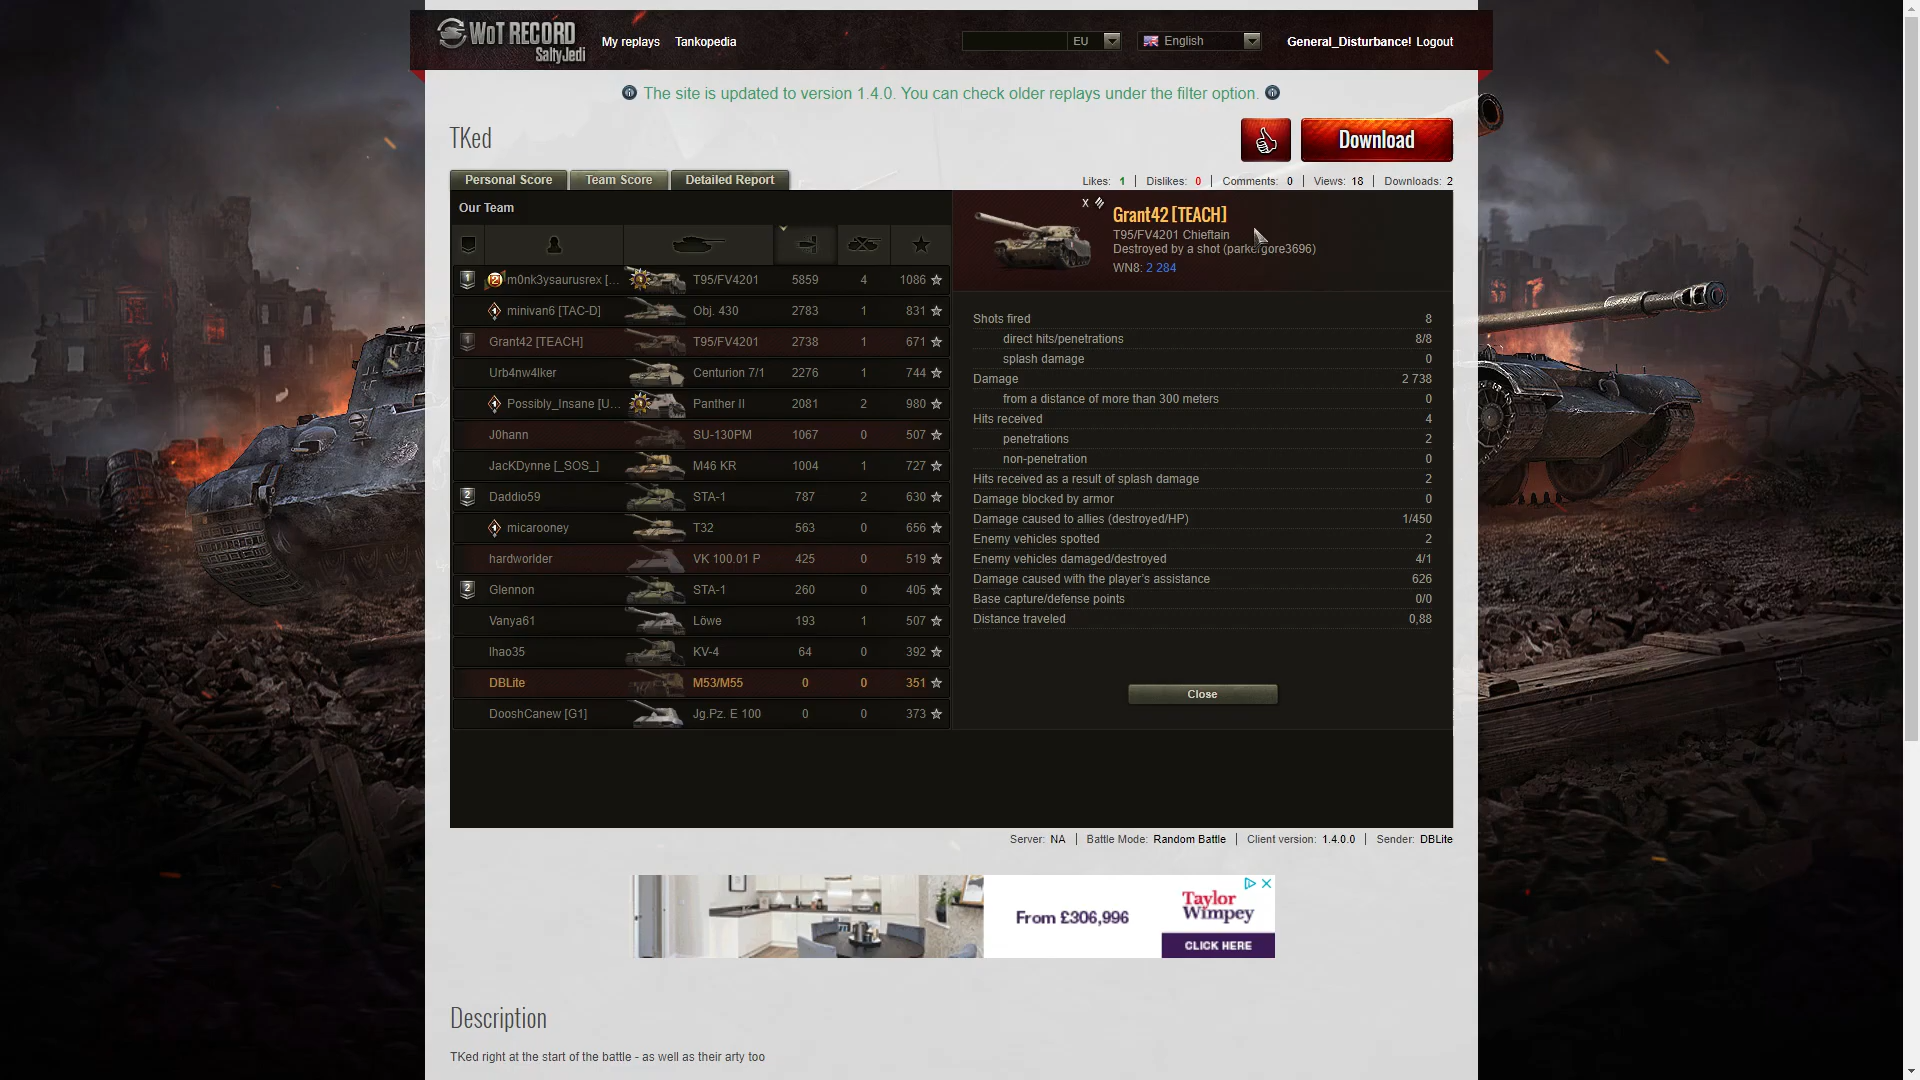 WoT RECORD
SaltyJedi
My replays Tankopedia
EU English General_Disturbance! Logout
The site is updated to version 1.4.0. You can check older replays under the filter option.
TKed
Download
Personal Score Team Score Detailed Report
Likes: 1 | Dislikes: 0 | Comments: 0 | Views: 18 | Downloads: 2
Our Team
1 2 m0nk3ysaurusrex [... T95/FV4201 5859 4 1086
1 minivan6 [TAC-D] Obj. 430 2783 1 831
1 Grant42 [TEACH] T95/FV4201 2738 1 671
Urb4nw4lker Centurion 7/1 2276 1 744
1 Possibly_Insane [U... Panther II 2081 2 980
J0hann SU-130PM 1067 0 507
JacKDynne [_SOS_] M46 KR 1004 1 727
2 Daddio59 STA-1 787 2 630
1 micarooney T32 563 0 656
hardworlder VK 100.01 P 425 0 519
2 Glennon STA-1 260 0 405
Vanya61 Löwe 193 1 507
lhao35 KV-4 64 0 392
DBLite M53/M55 0 0 351
DooshCanew [G1] Jg.Pz. E 100 0 0 373
X
Grant42 [TEACH]
T95/FV4201 Chieftain
Destroyed by a shot (parkergore3696)
WN8: 2 284
Shots fired 8
direct hits/penetrations 8/8
splash damage 0
Damage 2 738
from a distance of more than 300 meters 0
Hits received 4
penetrations 2
non-penetration 0
Hits received as a result of splash damage 2
Damage blocked by armor 0
Damage caused to allies (destroyed/HP) 1/450
Enemy vehicles spotted 2
Enemy vehicles damaged/destroyed 4/1
Damage caused with the player's assistance 626
Base capture/defense points 0/0
Distance traveled 0,88
Close
Server: NA | Battle Mode: Random Battle | Client version: 1.4.0.0 | Sender: DBLite
From £306,996
Taylor
Wimpey
CLICK HERE
Description
TKed right at the start of the battle - as well as their arty too